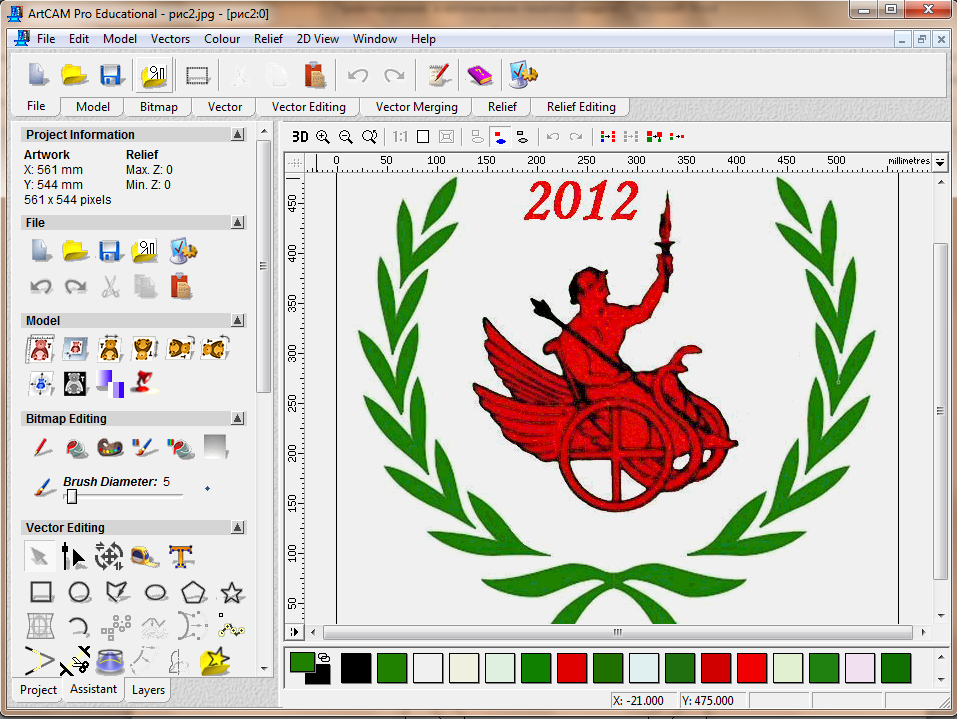 ArtCAM Pro Educational - рис2.jpg - [рис2:0]
File Edit Model Vectors Colour Relief 2D View Window Help
File Model Bitmap Vector Vector Editing Vector Merging Relief Relief Editing
Project Information
Artwork Relief
X: 561 mm Max. Z: 0
Y: 544 mm Min. Z: 0
561 x 544 pixels
File
Model
Bitmap Editing
Brush Diameter: 5
Vector Editing
Project Assistant Layers
3D 1:1
0 50 100 150 200 250 300 350 400 450 500 millimetres
450
400
350
300
250
200
150
100
50
2012
X: -21.000 Y: 475.000